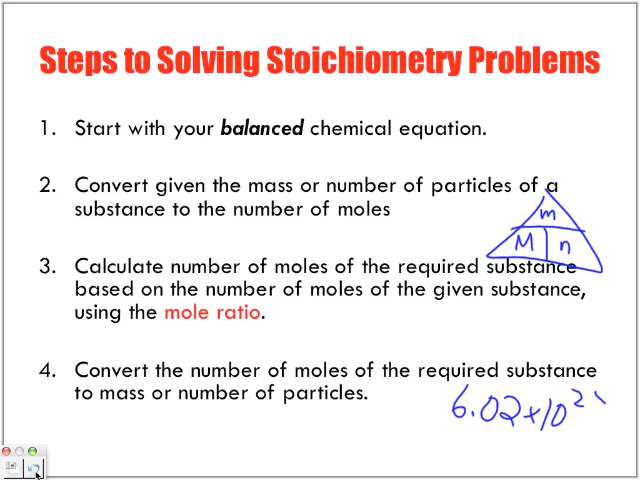 Steps to Solving Stoichiometry Problems
1. Start with your balanced chemical equation.
2. Convert given the mass or number of particles of a
substance to the number of moles
m
M n
3. Calculate number of moles of the required substance
based on the number of moles of the given substance,
using the mole ratio.
4. Convert the number of moles of the required substance
to mass or number of particles.
6.02x10²